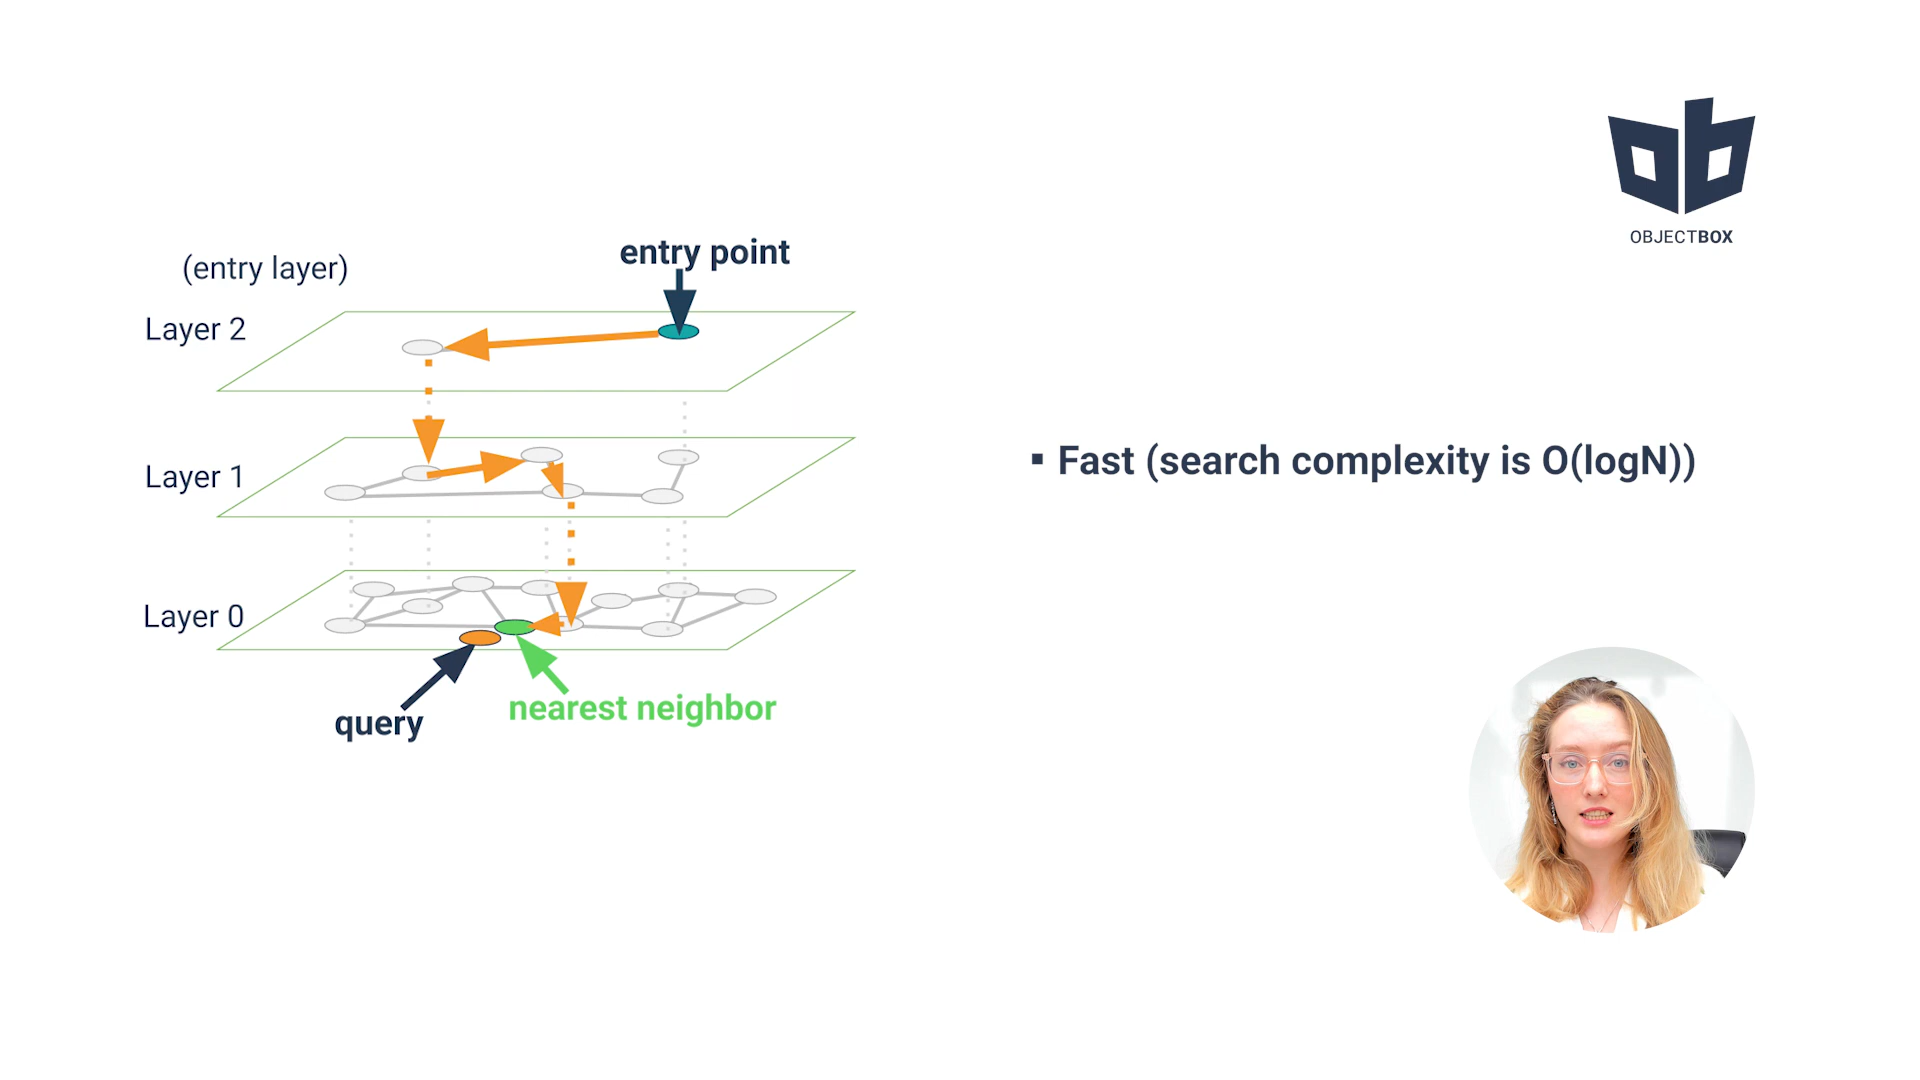 (entry layer)
entry point
Layer 2
Layer 1
Layer 0
query
nearest neighbor
▪ Fast (search complexity is O(logN))
ob
OBJECTBOX